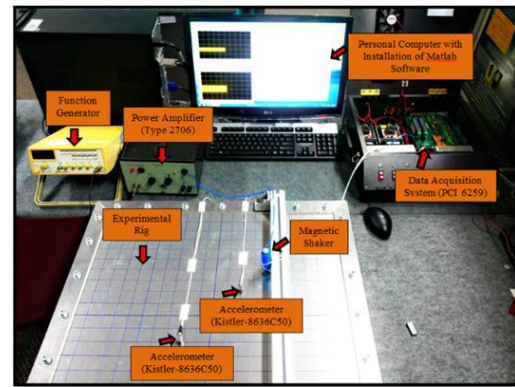 Personal Computer with
Installation of Matlab
Software
Function
Generator
Power Amplifier
(Type 2706)
Data Acquisition
System (PCI 6259)
Experimental
Rig
Magnetic
Shaker
Accelerometer
(Kistler-8636C50)
Accelerometer
(Kistler-8636C50)